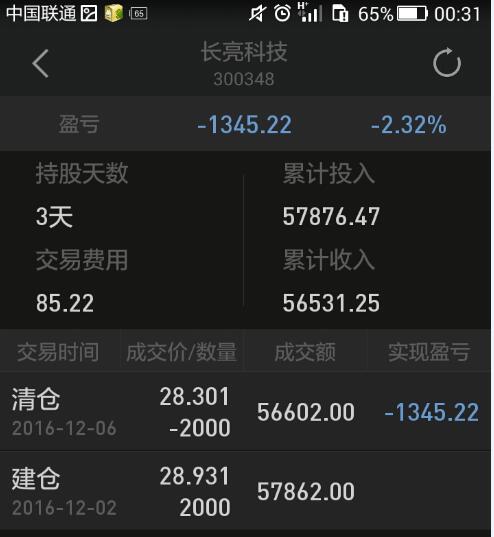 中国联通 65 H+ 65% 00:31
长亮科技
300348
盈亏 -1345.22 -2.32%
持股天数 累计投入
3天 57876.47
交易费用 累计收入
85.22 56531.25
交易时间 成交价/数量 成交额 实现盈亏
清仓 28.301 56602.00 -1345.22
2016-12-06 -2000
建仓 28.931 57862.00
2016-12-02 2000